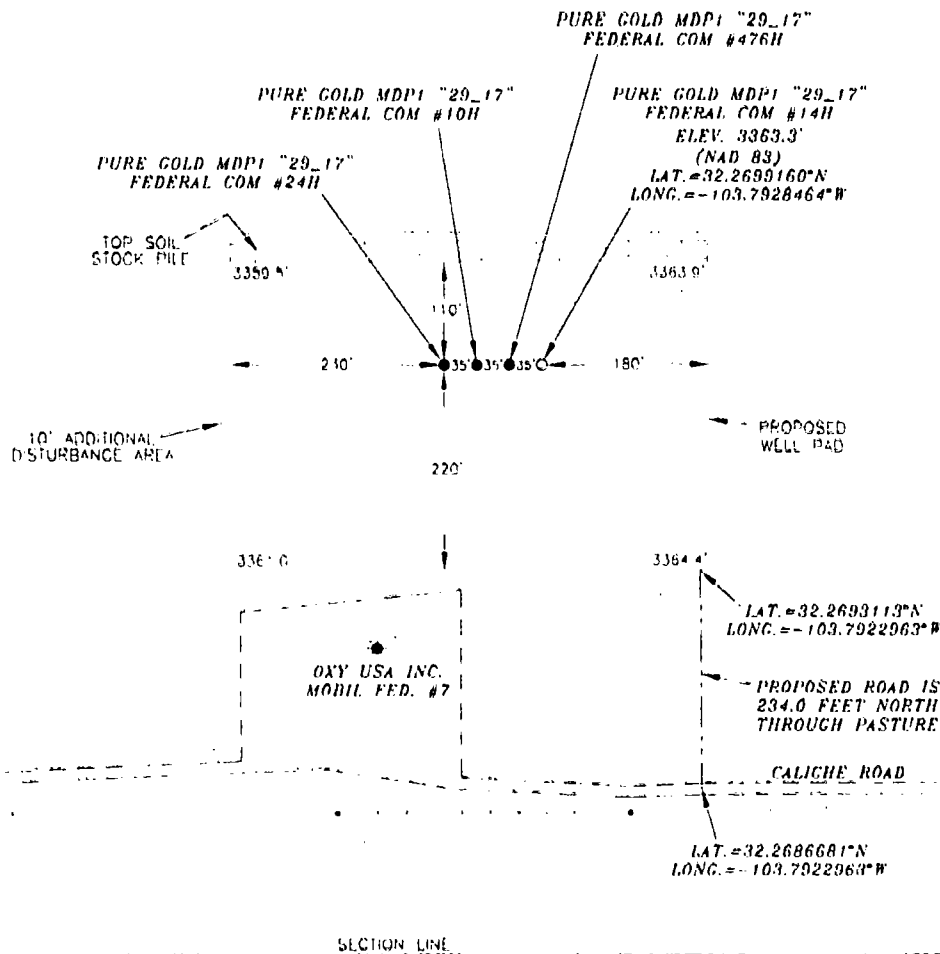 PURE GOLD MDP1 "29_17"
FEDERAL COM #476H
PURE GOLD MDP1 "29_17"
FEDERAL COM #10H
PURE GOLD MDP1 "29_17"
FEDERAL COM #14H
ELEV. 3363.3'
(NAD 83)
LAT.=32.2699160°N
LONG.=-103.7928464°W
PURE GOLD MDP1 "29_17"
FEDERAL COM #24H
TOP SOIL
STOCK PILE
3363.9'
230'
35'
35'
35'
180'
10' ADDITIONAL
DISTURBANCE AREA
PROPOSED
WELL PAD
220'
3364.4'
LAT.=32.2693113°N
LONG.=-103.7922963°W
OXY USA INC.
MOBIL FED. #7
PROPOSED ROAD IS
234.0 FEET NORTH
THROUGH PASTURE
CALICHE ROAD
LAT.=32.2686681°N
LONG.=-103.7922963°W
SECTION LINE